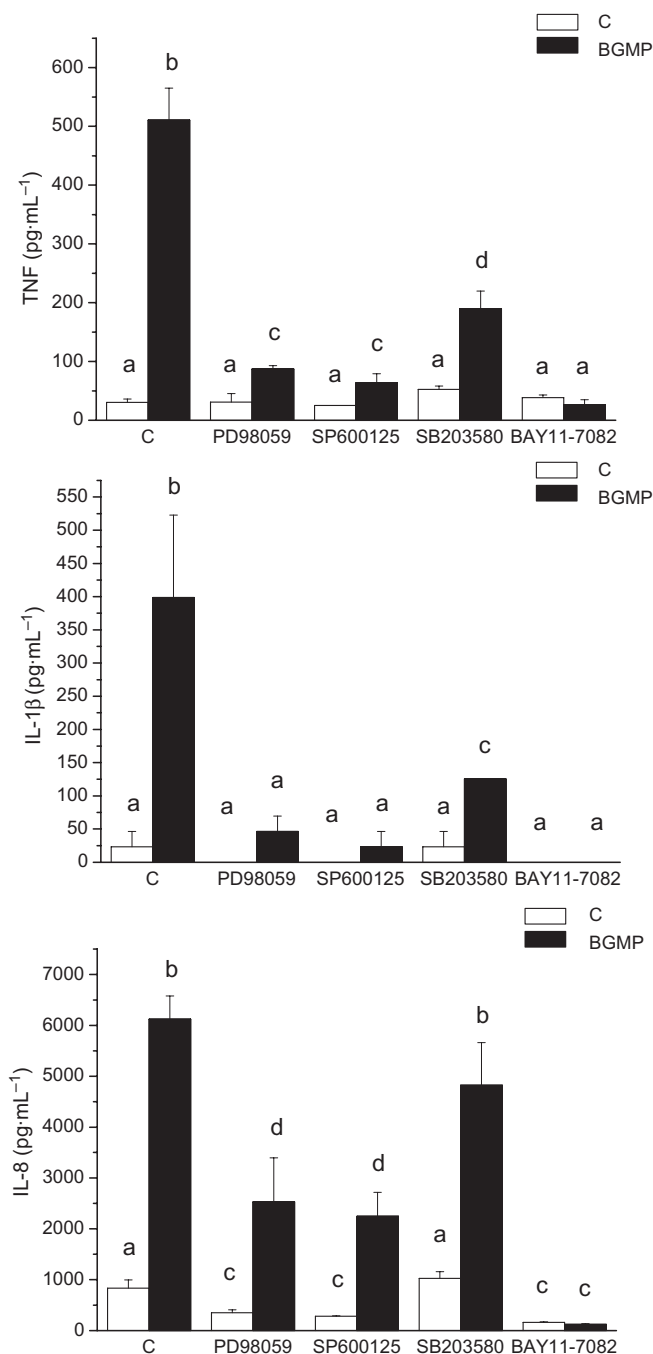 C
BGMP
600
500
400
300
200
100
0
TNF (pg·mL−1)
a b a c a c a d a a
C PD98059 SP600125 SB203580 BAY11-7082
C
BGMP
550
500
450
400
350
300
250
200
150
100
50
0
IL-1β (pg·mL−1)
a b a a a a a c a a
C PD98059 SP600125 SB203580 BAY11-7082
C
BGMP
7000
6000
5000
4000
3000
2000
1000
0
IL-8 (pg·mL−1)
a b c d c d a b c c
C PD98059 SP600125 SB203580 BAY11-7082